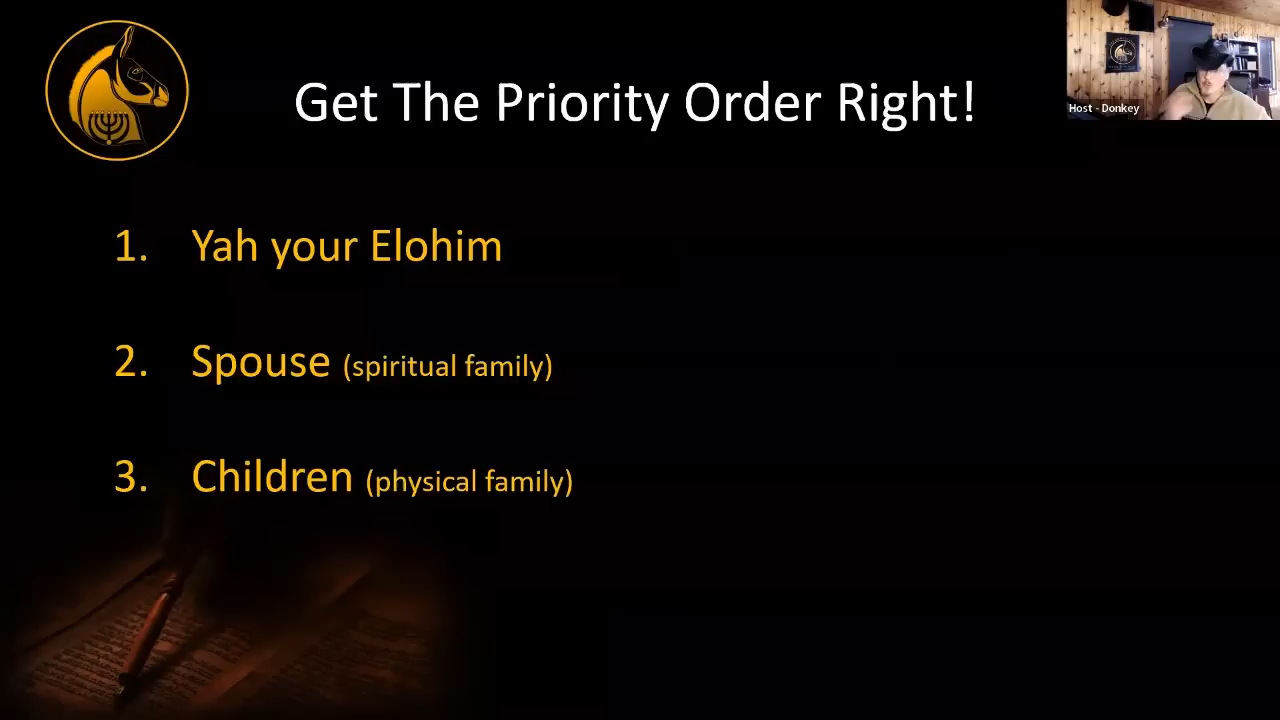 Get The Priority Order Right!
Host - Donkey
1. Yah your Elohim
2. Spouse (spiritual family)
3. Children (physical family)